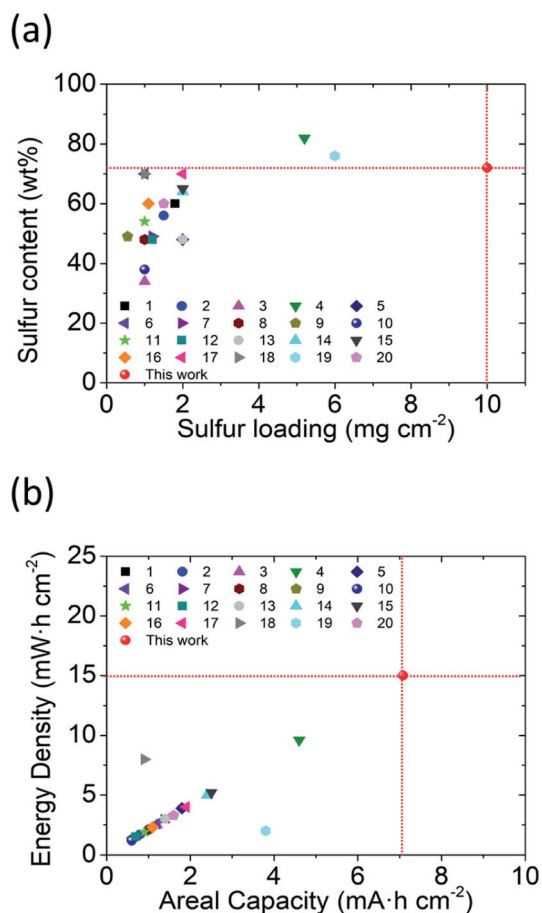 (a)
100
80
60
40
20
0
Sulfur content (wt%)
1 2 3 4 5
6 7 8 9 10
11 12 13 14 15
16 17 18 19 20
This work
0 2 4 6 8 10
Sulfur loading (mg cm⁻²)
(b)
25
20
15
10
5
0
Energy Density (mW·h cm⁻²)
1 2 3 4 5
6 7 8 9 10
11 12 13 14 15
16 17 18 19 20
This work
0 2 4 6 8 10
Areal Capacity (mA·h cm⁻²)